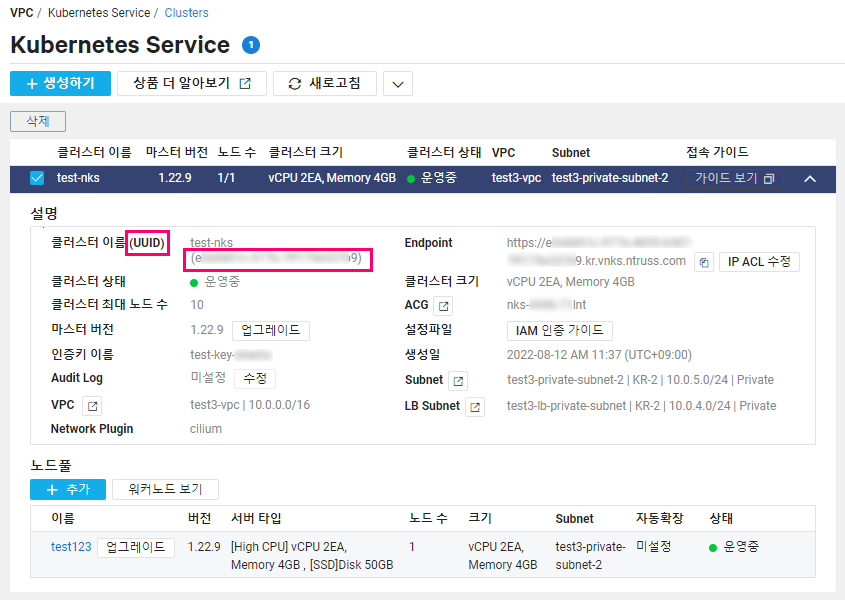 VPC / Kubernetes Service / Clusters
Kubernetes Service 1
+ 생성하기 상품 더 알아보기 새로고침
삭제
클러스터 이름 마스터 버전 노드 수 클러스터 크기 클러스터 상태 VPC Subnet 접속 가이드
test-nks 1.22.9 1/1 vCPU 2EA, Memory 4GB 운영중 test3-vpc test3-private-subnet-2 가이드 보기
설명
클러스터 이름 (UUID) test-nks
(e 9)
Endpoint https://e
9.kr.vnks.ntruss.com IP ACL 수정
클러스터 상태 운영중 클러스터 크기 vCPU 2EA, Memory 4GB
클러스터 최대 노드 수 10 ACG nks- Int
마스터 버전 1.22.9 업그레이드 설정파일 IAM 인증 가이드
인증키 이름 test-key- 생성일 2022-08-12 AM 11:37 (UTC+09:00)
Audit Log 미설정 수정 Subnet test3-private-subnet-2 | KR-2 | 10.0.5.0/24 | Private
VPC test3-vpc | 10.0.0.0/16 LB Subnet test3-lb-private-subnet | KR-2 | 10.0.4.0/24 | Private
Network Plugin cilium
노드풀
+ 추가 워커노드 보기
이름 버전 서버 타입 노드 수 크기 Subnet 자동확장 상태
test123 업그레이드 1.22.9 [High CPU] vCPU 2EA, 1 vCPU 2EA, test3-private- 미설정 운영중
Memory 4GB , [SSD]Disk 50GB Memory 4GB subnet-2